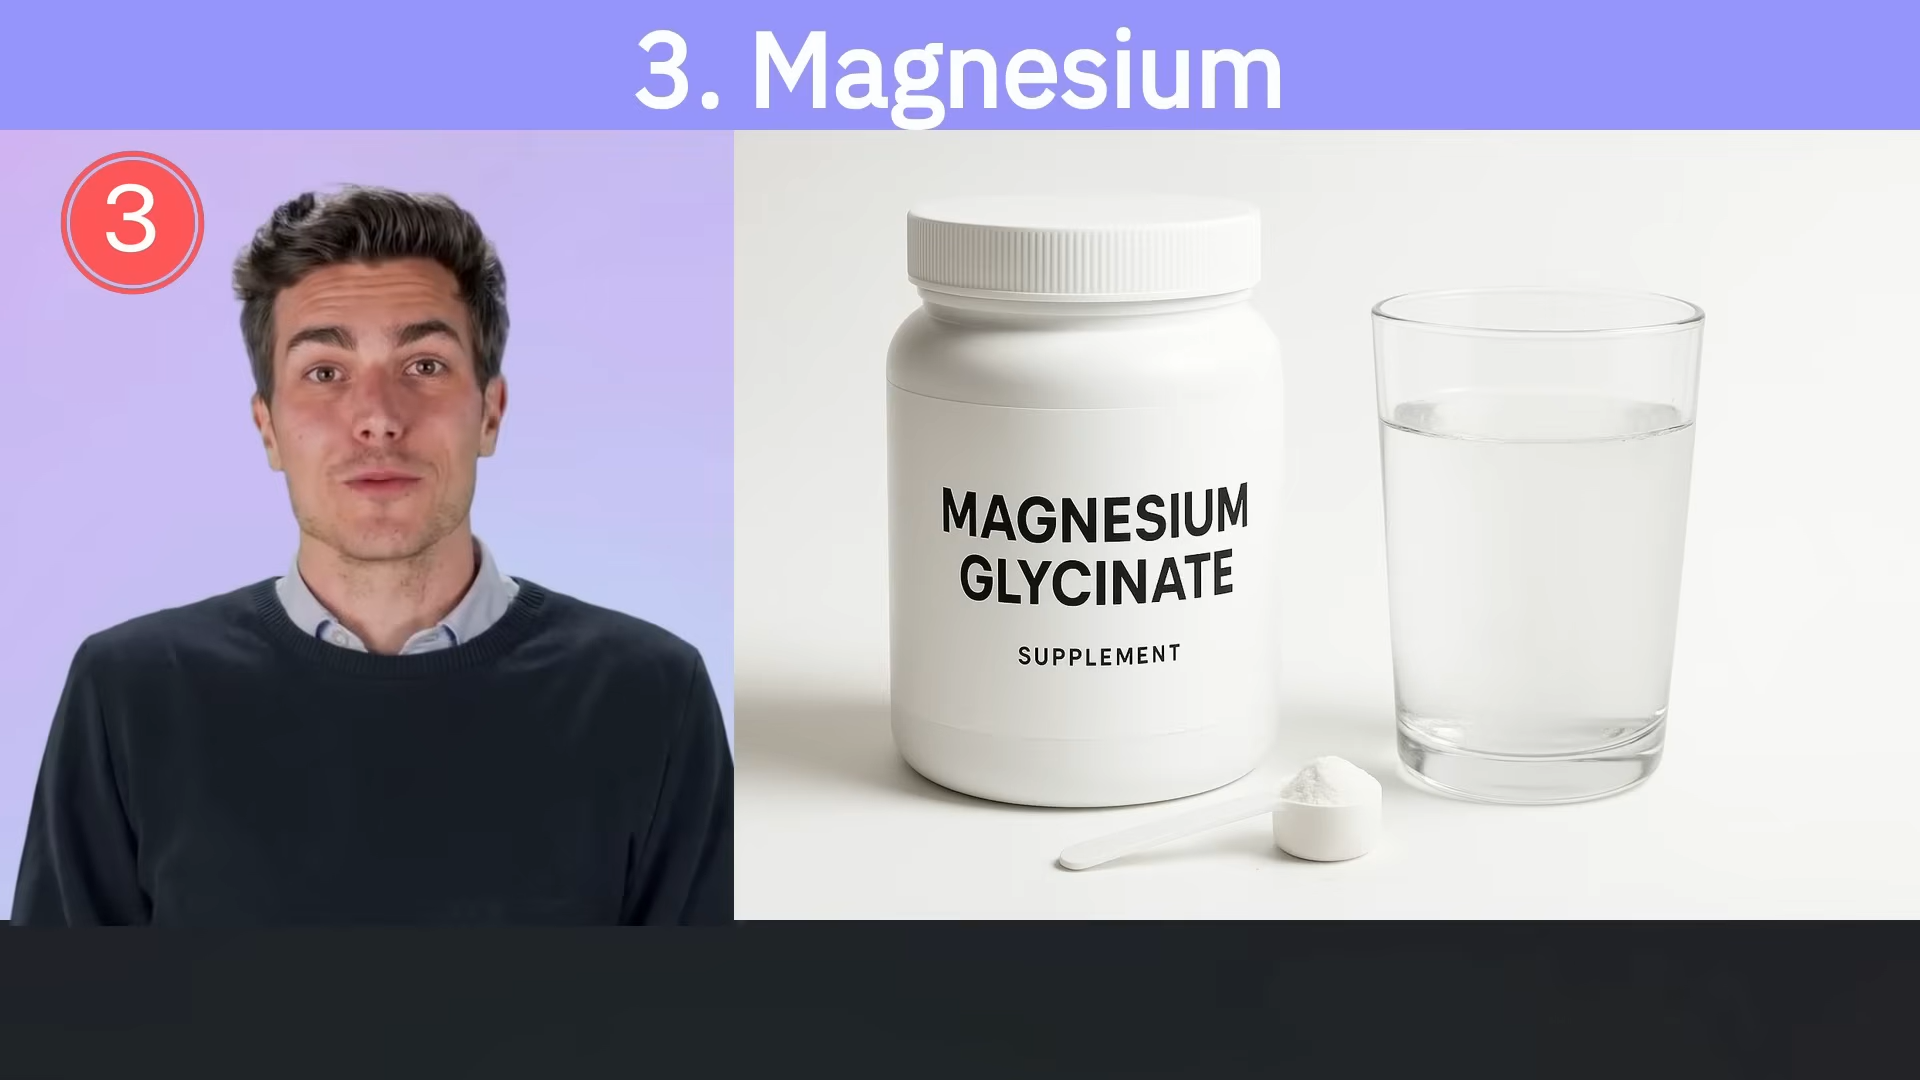 3. Magnesium
3
MAGNESIUM
GLYCINATE
SUPPLEMENT